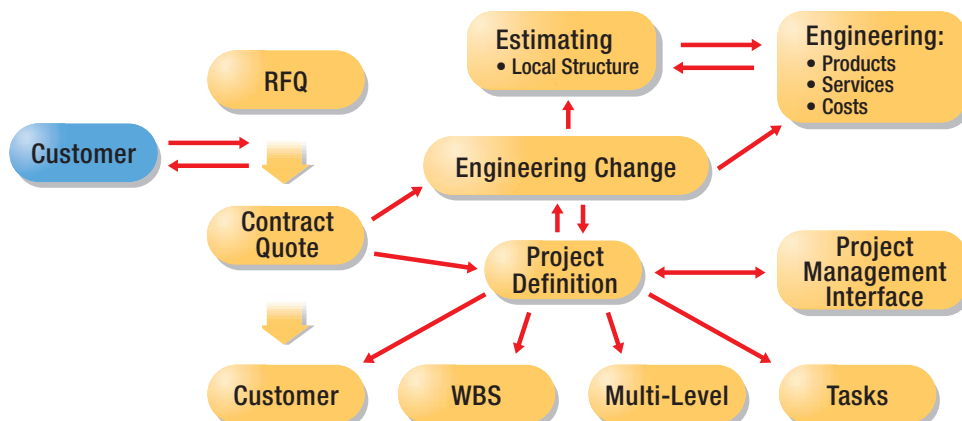 Estimating
• Local Structure
Engineering:
• Products
• Services
• Costs
RFQ
Customer
Engineering Change
Contract
Quote
Project
Definition
Project
Management
Interface
Customer
WBS
Multi-Level
Tasks